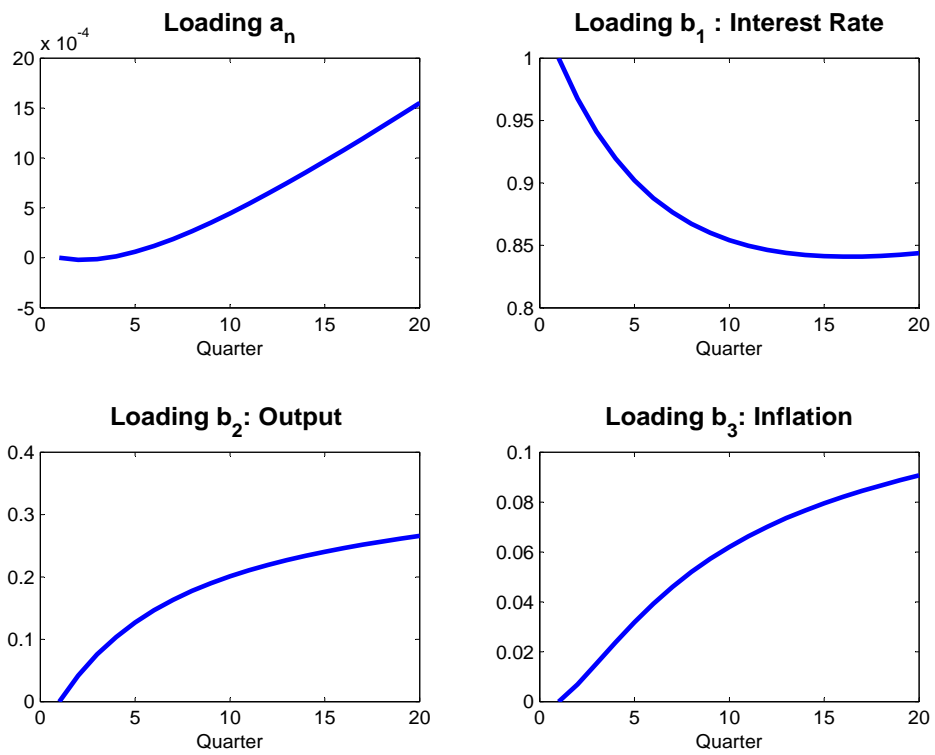 Loading a_n
x 10^-4
20
15
10
5
0
-5
0 5 10 15 20
Quarter
Loading b_1 : Interest Rate
1
0.95
0.9
0.85
0.8
0 5 10 15 20
Quarter
Loading b_2: Output
0.4
0.3
0.2
0.1
0
0 5 10 15 20
Quarter
Loading b_3: Inflation
0.1
0.08
0.06
0.04
0.02
0
0 5 10 15 20
Quarter